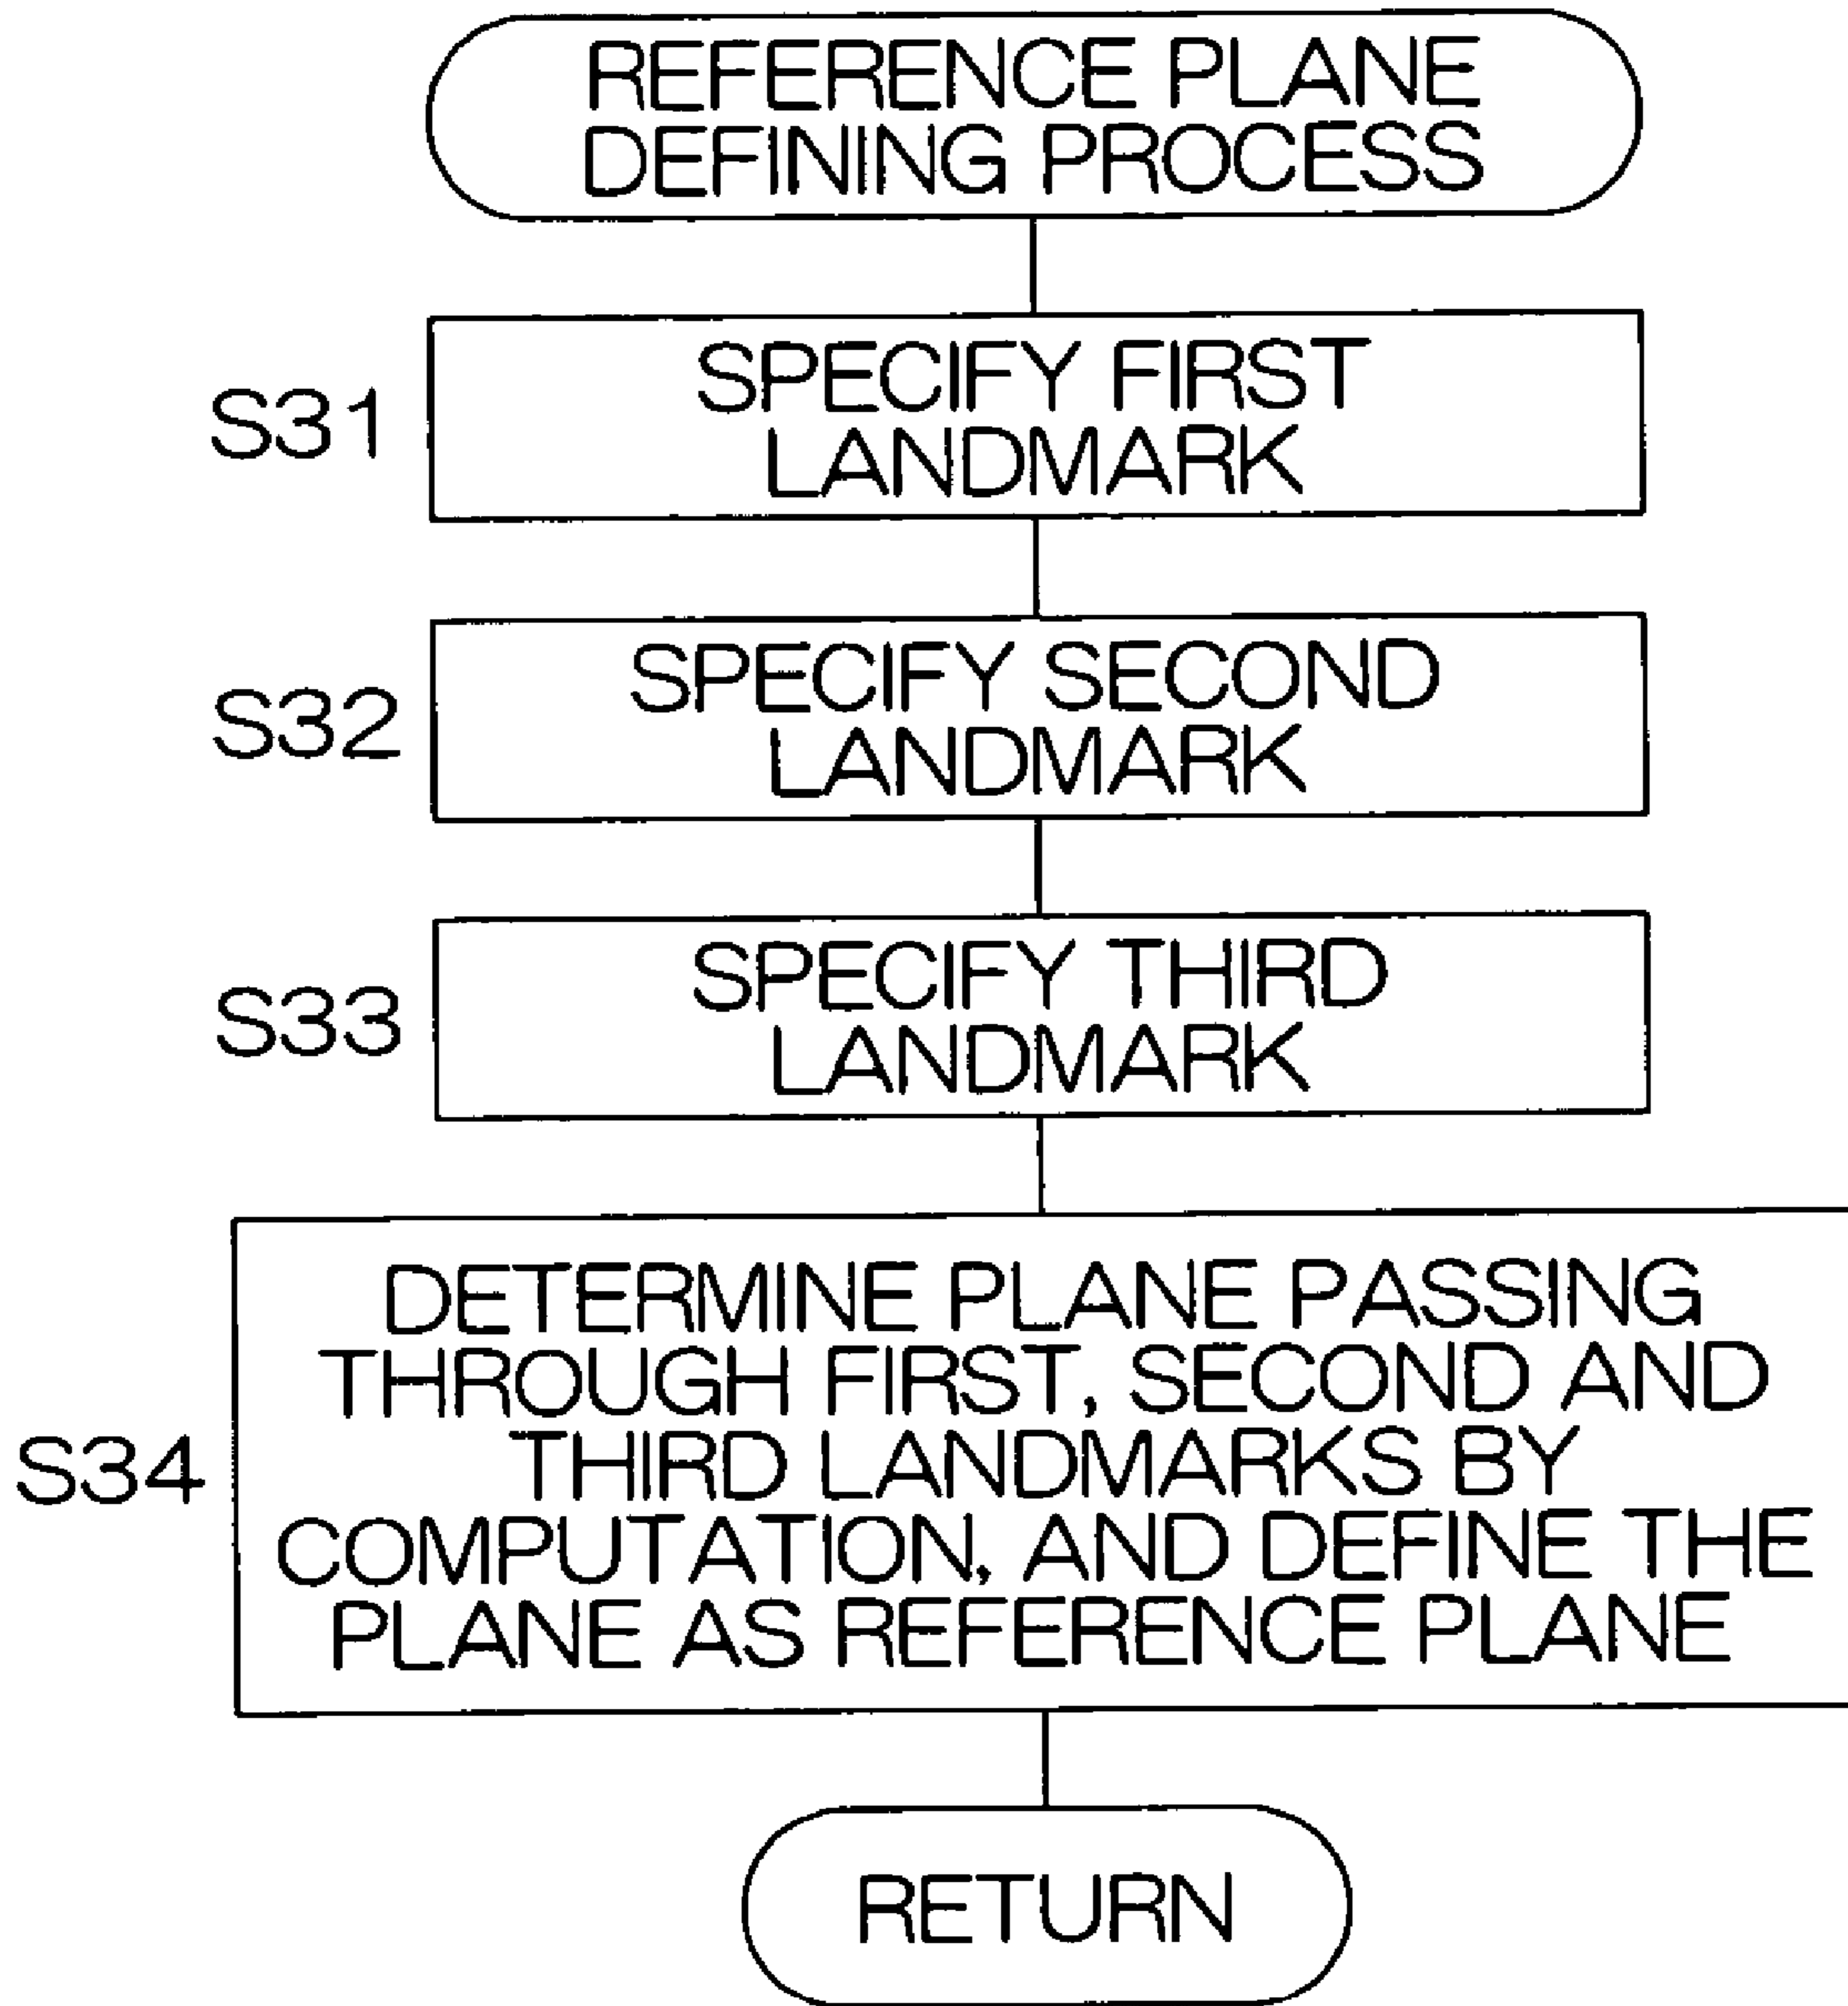 REFERENCE PLANE
DEFINING PROCESS
S31
SPECIFY FIRST
LANDMARK
S32
SPECIFY SECOND
LANDMARK
S33
SPECIFY THIRD
LANDMARK
S34
DETERMINE PLANE PASSING
THROUGH FIRST, SECOND AND
THIRD LANDMARKS BY
COMPUTATION, AND DEFINE THE
PLANE AS REFERENCE PLANE
RETURN